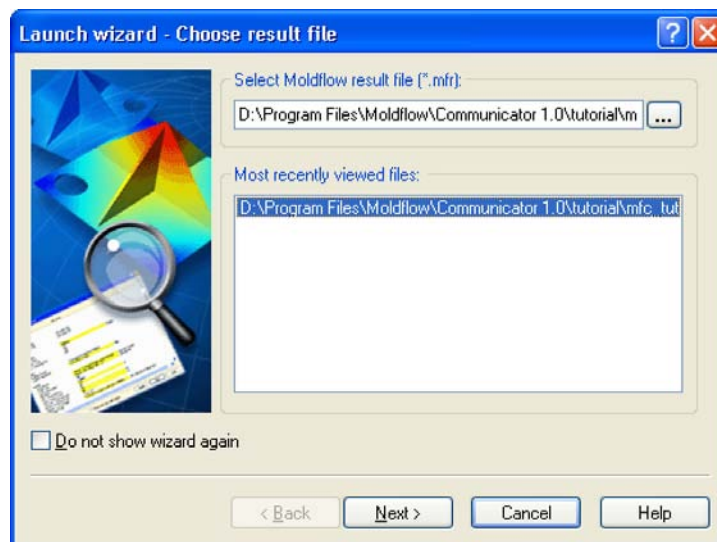 Launch wizard - Choose result file
Select Moldflow result file (*.mfr):
D:\Program Files\Moldflow\Communicator 1.0\tutorial\m
...
Most recently viewed files:
D:\Program Files\Moldflow\Communicator 1.0\tutorial\mfc_tut
Do not show wizard again
< Back
Next >
Cancel
Help